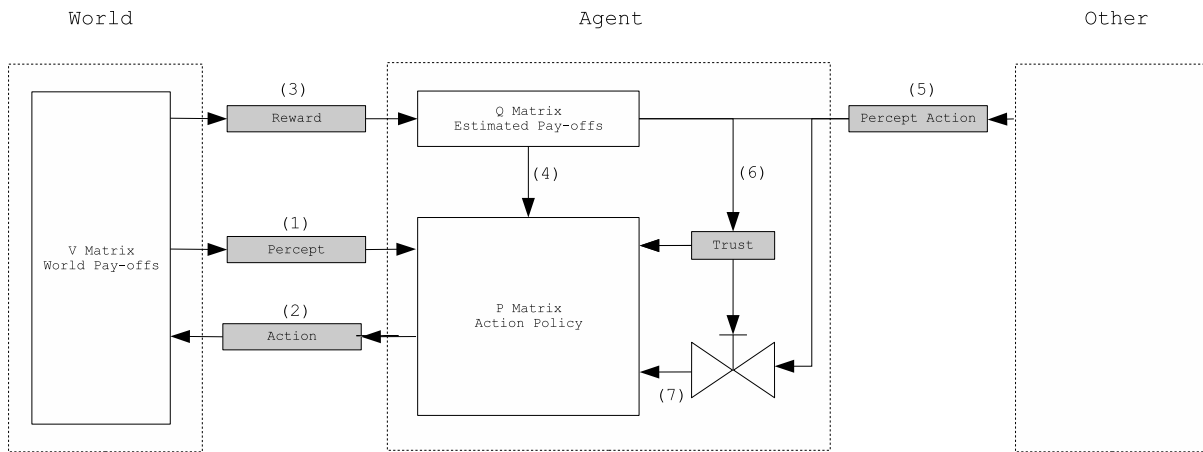 World
Agent
Other
(3)
Reward
Q Matrix
Estimated Pay-offs
(5)
Percept Action
(4)
(6)
(1)
Percept
Trust
V Matrix
World Pay-offs
(2)
Action
P Matrix
Action Policy
(7)